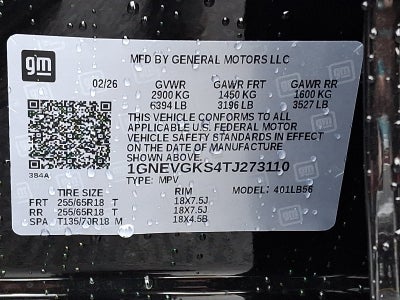 gm
MFD BY GENERAL MOTORS LLC
02/26 GVWR GAWR FRT GAWR RR
2900 KG 1450 KG 1600 KG
6394 LB 3196 LB 3527 LB
THIS VEHICLE CONFORMS TO ALL
APPLICABLE U.S. FEDERAL MOTOR
VEHICLE SAFETY STANDARDS IN EFFECT
ON THE DATE OF MANUFACTURE
SHOWN ABOVE.
1GNEVGKS4TJ273110
384A TYPE: MPV MODEL: 401LB56
TIRE SIZE RIM
FRT 255/65R18 T 18X7.5J
RR 255/65R18 T 18X7.5J
SPA T135/70R18 M 18X4.5B